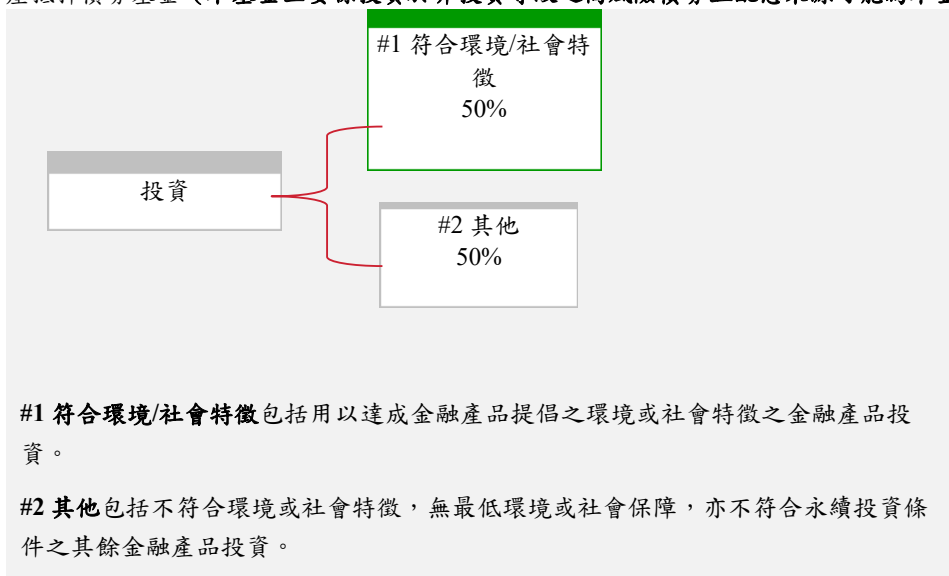 #1 符合環境/社會特
徵
50%
投資
#2 其他
50%
#1 符合環境/社會特徵包括用以達成金融產品提倡之環境或社會特徵之金融產品投
資。
#2 其他包括不符合環境或社會特徵,無最低環境或社會保障,亦不符合永續投資條
件之其餘金融產品投資。